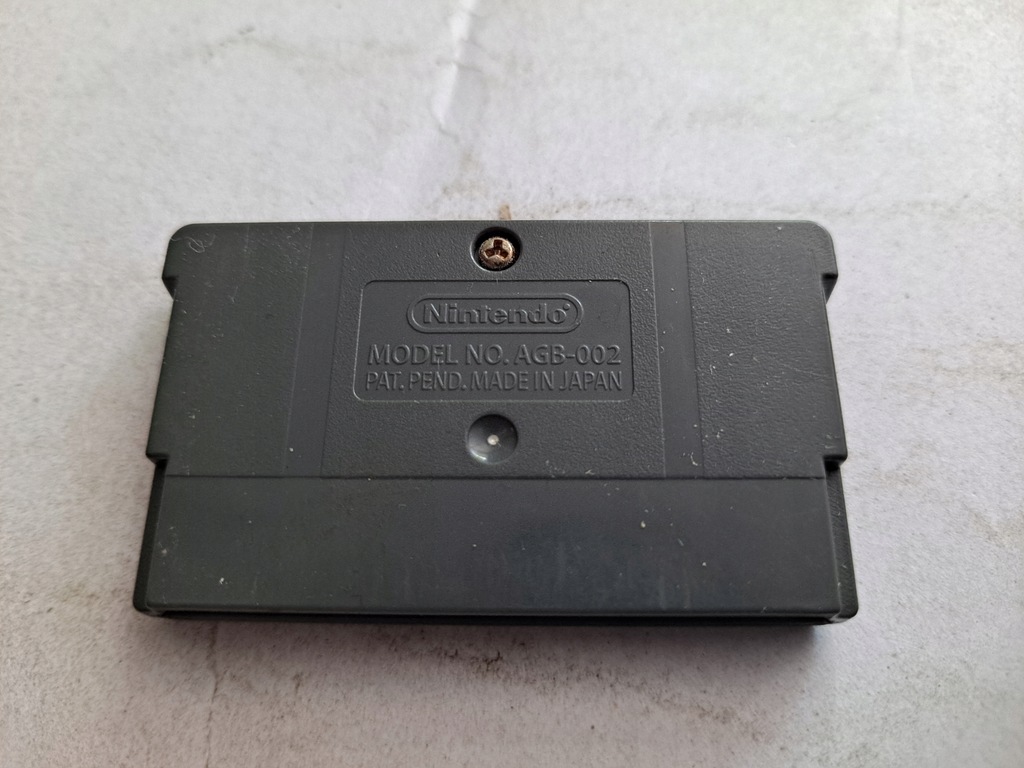 Nintendo
MODEL NO. AGB-002
PAT. PEND. MADE IN JAPAN